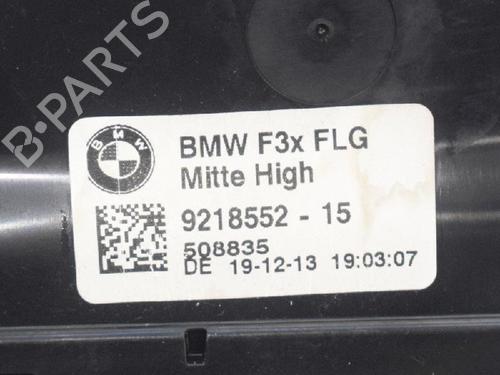 B-PARTS
BMW
BMW F3x FLG
Mitte High
9218552 - 15
508835
DE 19-12-13 19:03:07